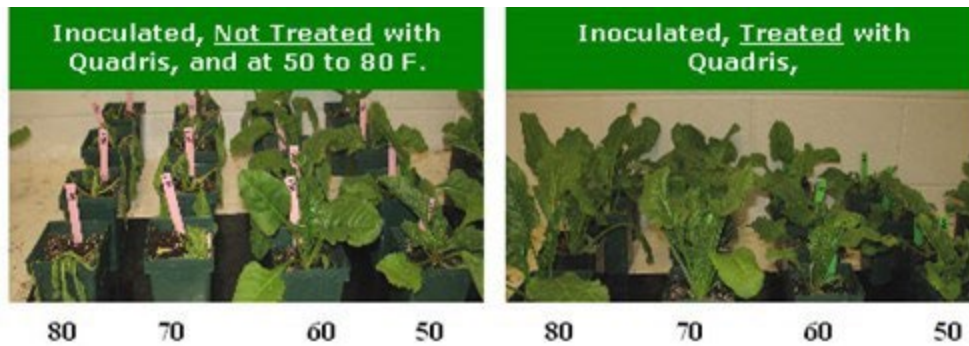 Inoculated, Not Treated with
Quadris, and at 50 to 80 F.
Inoculated, Treated with
Quadris,
80 70 60 50
80 70 60 50